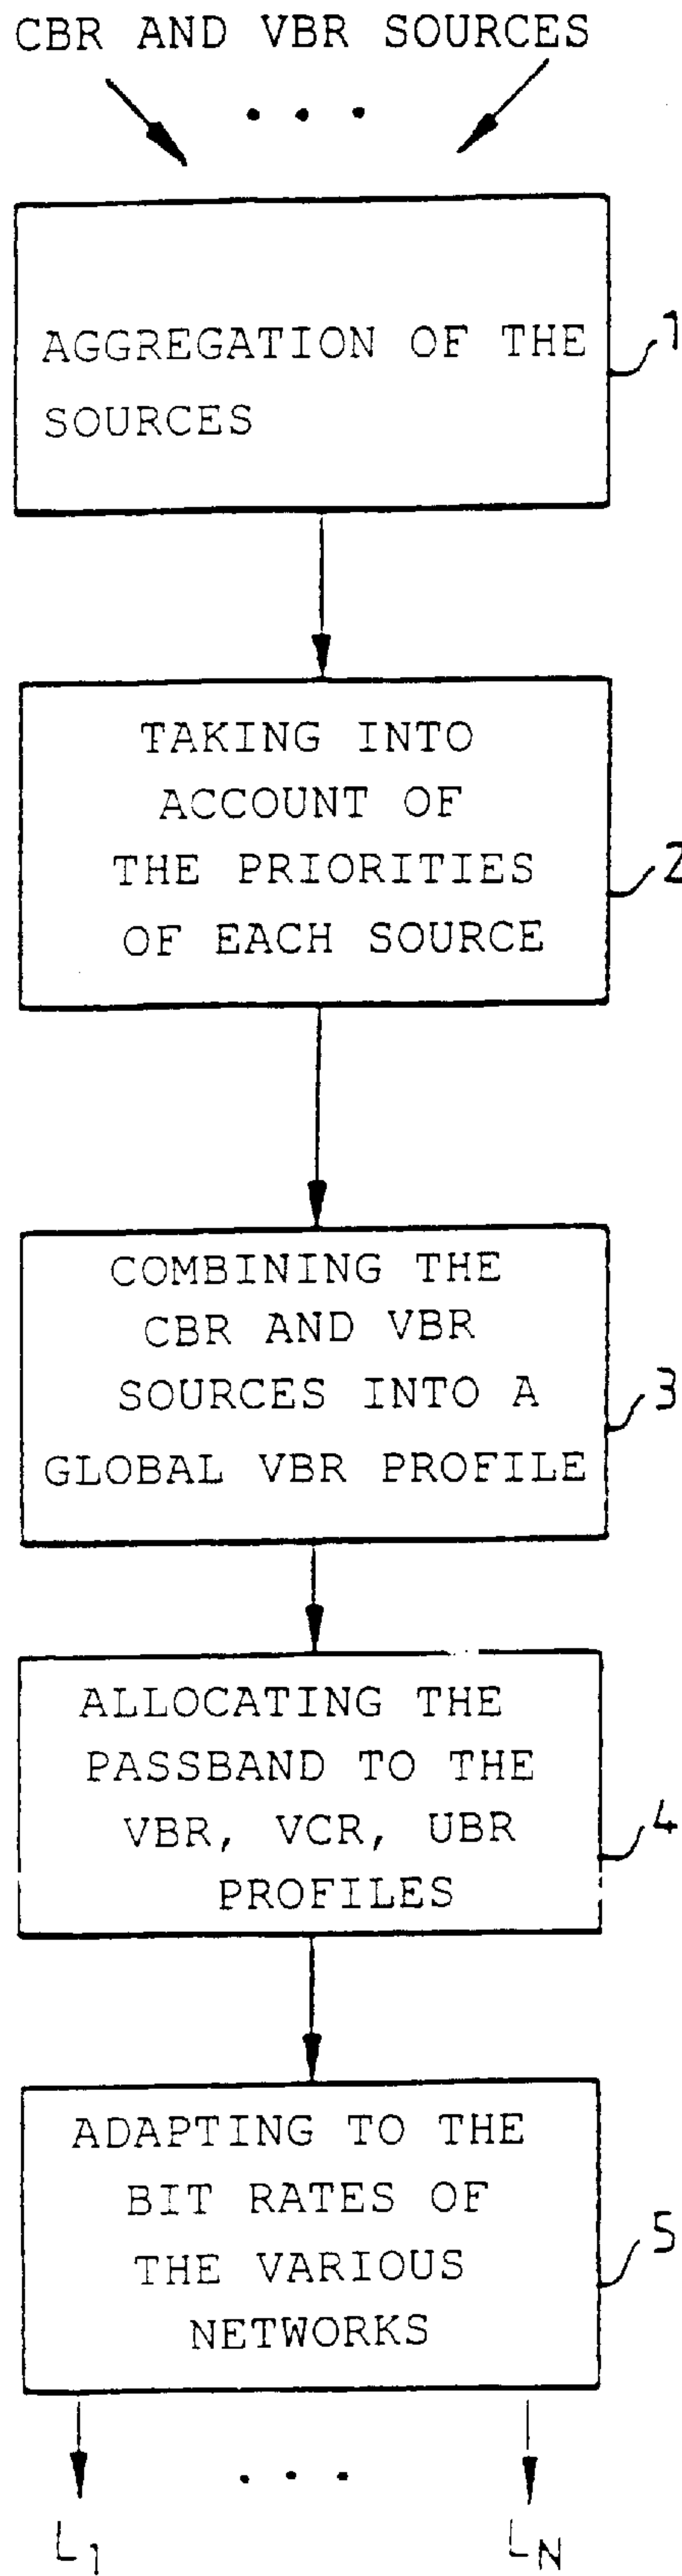 CBR AND VBR SOURCES
. . .
AGGREGATION OF THE
SOURCES
1
TAKING INTO
ACCOUNT OF
THE PRIORITIES
OF EACH SOURCE
2
COMBINING THE
CBR AND VBR
SOURCES INTO A
GLOBAL VBR PROFILE
3
ALLOCATING THE
PASSBAND TO THE
VBR, VCR, UBR
PROFILES
4
ADAPTING TO THE
BIT RATES OF
THE VARIOUS
NETWORKS
5
. . .
L1 LN